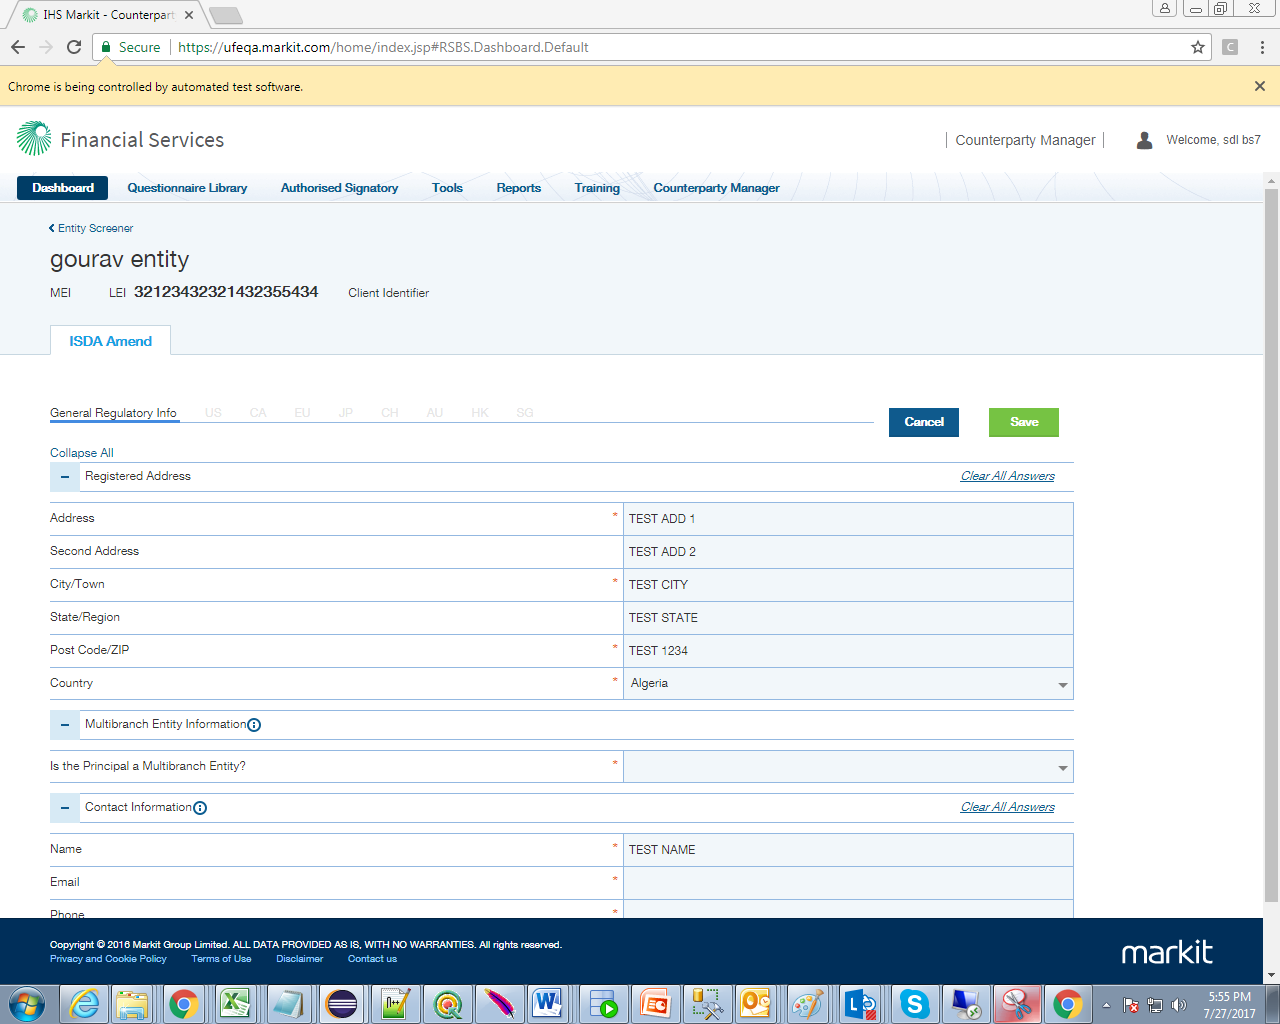 IHS Markit - Counterpart
Secure
https://ufeqa.markit.com/home/index.jsp#RSBS.Dashboard.Default
C
Chrome is being controlled by automated test software.
Financial Services
Counterparty Manager
Welcome, sdl bs7
Dashboard
Questionnaire Library
Authorised Signatory
Tools
Reports
Training
Counterparty Manager
Entity Screener
gourav entity
MEI
LEI 32123432321432355434
Client Identifier
ISDA Amend
General Regulatory Info
US
CA
EU
JP
CH
AU
HK
SG
Cancel
Save
Collapse All
Registered Address
Clear All Answers
Address *
TEST ADD 1
Second Address
TEST ADD 2
City/Town *
TEST CITY
State/Region
TEST STATE
Post Code/ZIP *
TEST 1234
Country *
Algeria
Multibranch Entity Information
Is the Principal a Multibranch Entity? *
Contact Information
Clear All Answers
Name *
TEST NAME
Email *
Phone *
Copyright © 2016 Markit Group Limited. ALL DATA PROVIDED AS IS, WITH NO WARRANTIES. All rights reserved.
Privacy and Cookie Policy
Terms of Use
Disclaimer
Contact us
markit
5:55 PM
7/27/2017